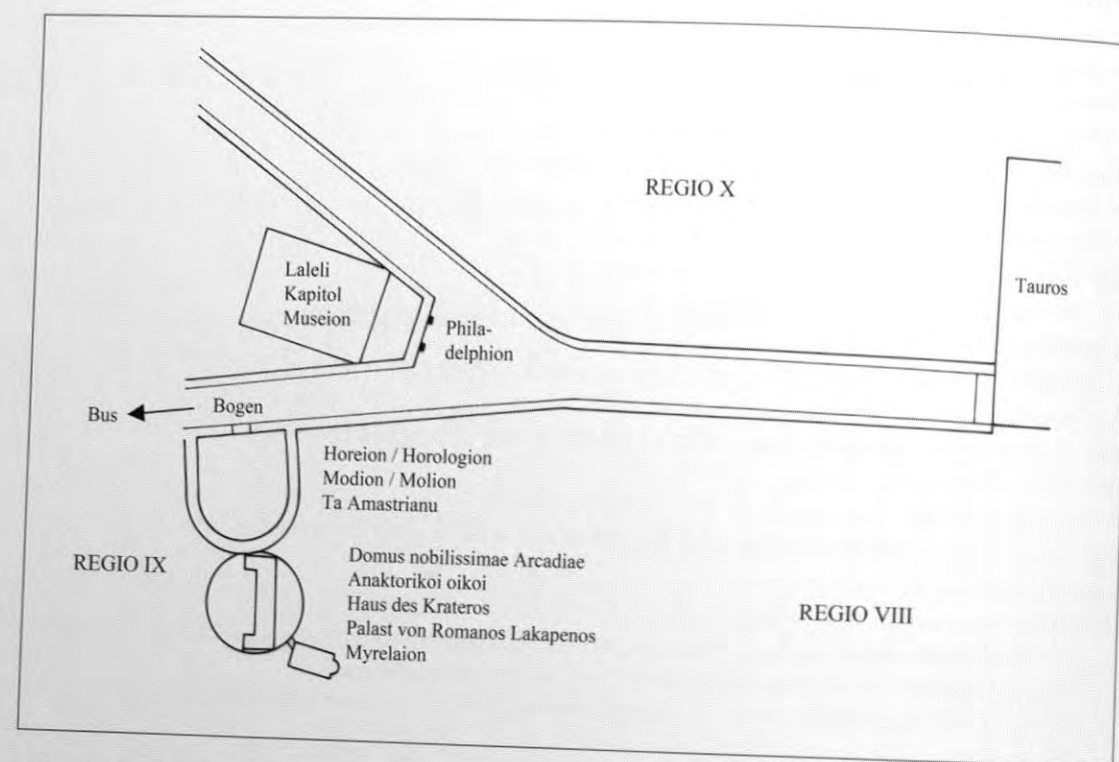 REGIO X
Tauros
Laleli
Kapitol
Museion
Phila-
delphion
Bus
Bogen
Horeion / Horologion
Modion / Molion
Ta Amastrianu
REGIO IX
Domus nobilissimae Arcadiae
Anaktorikoi oikoi
Haus des Krateros
Palast von Romanos Lakapenos
Myrelaion
REGIO VIII